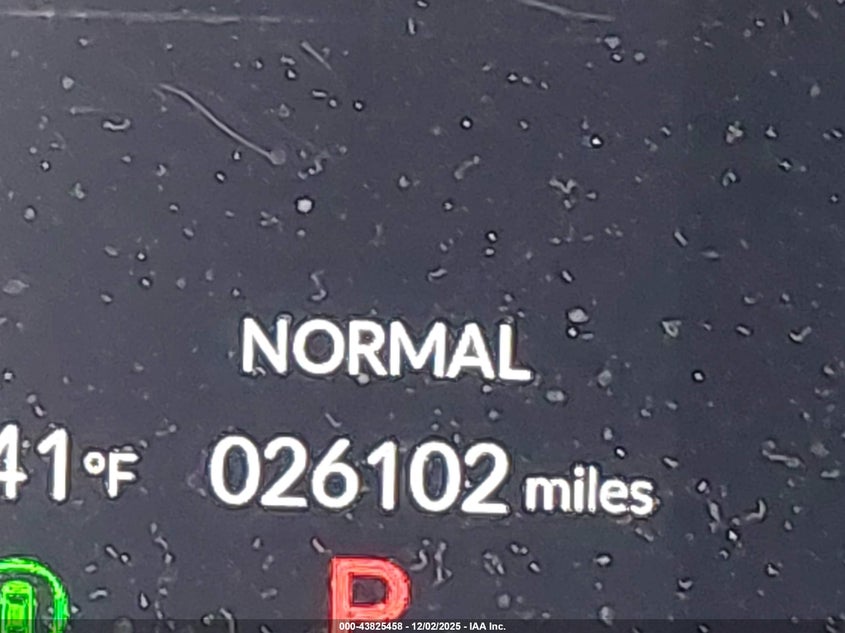 NORMAL
41°F 026102 miles
P
000-43825458 - 12/02/2025 - IAA Inc.